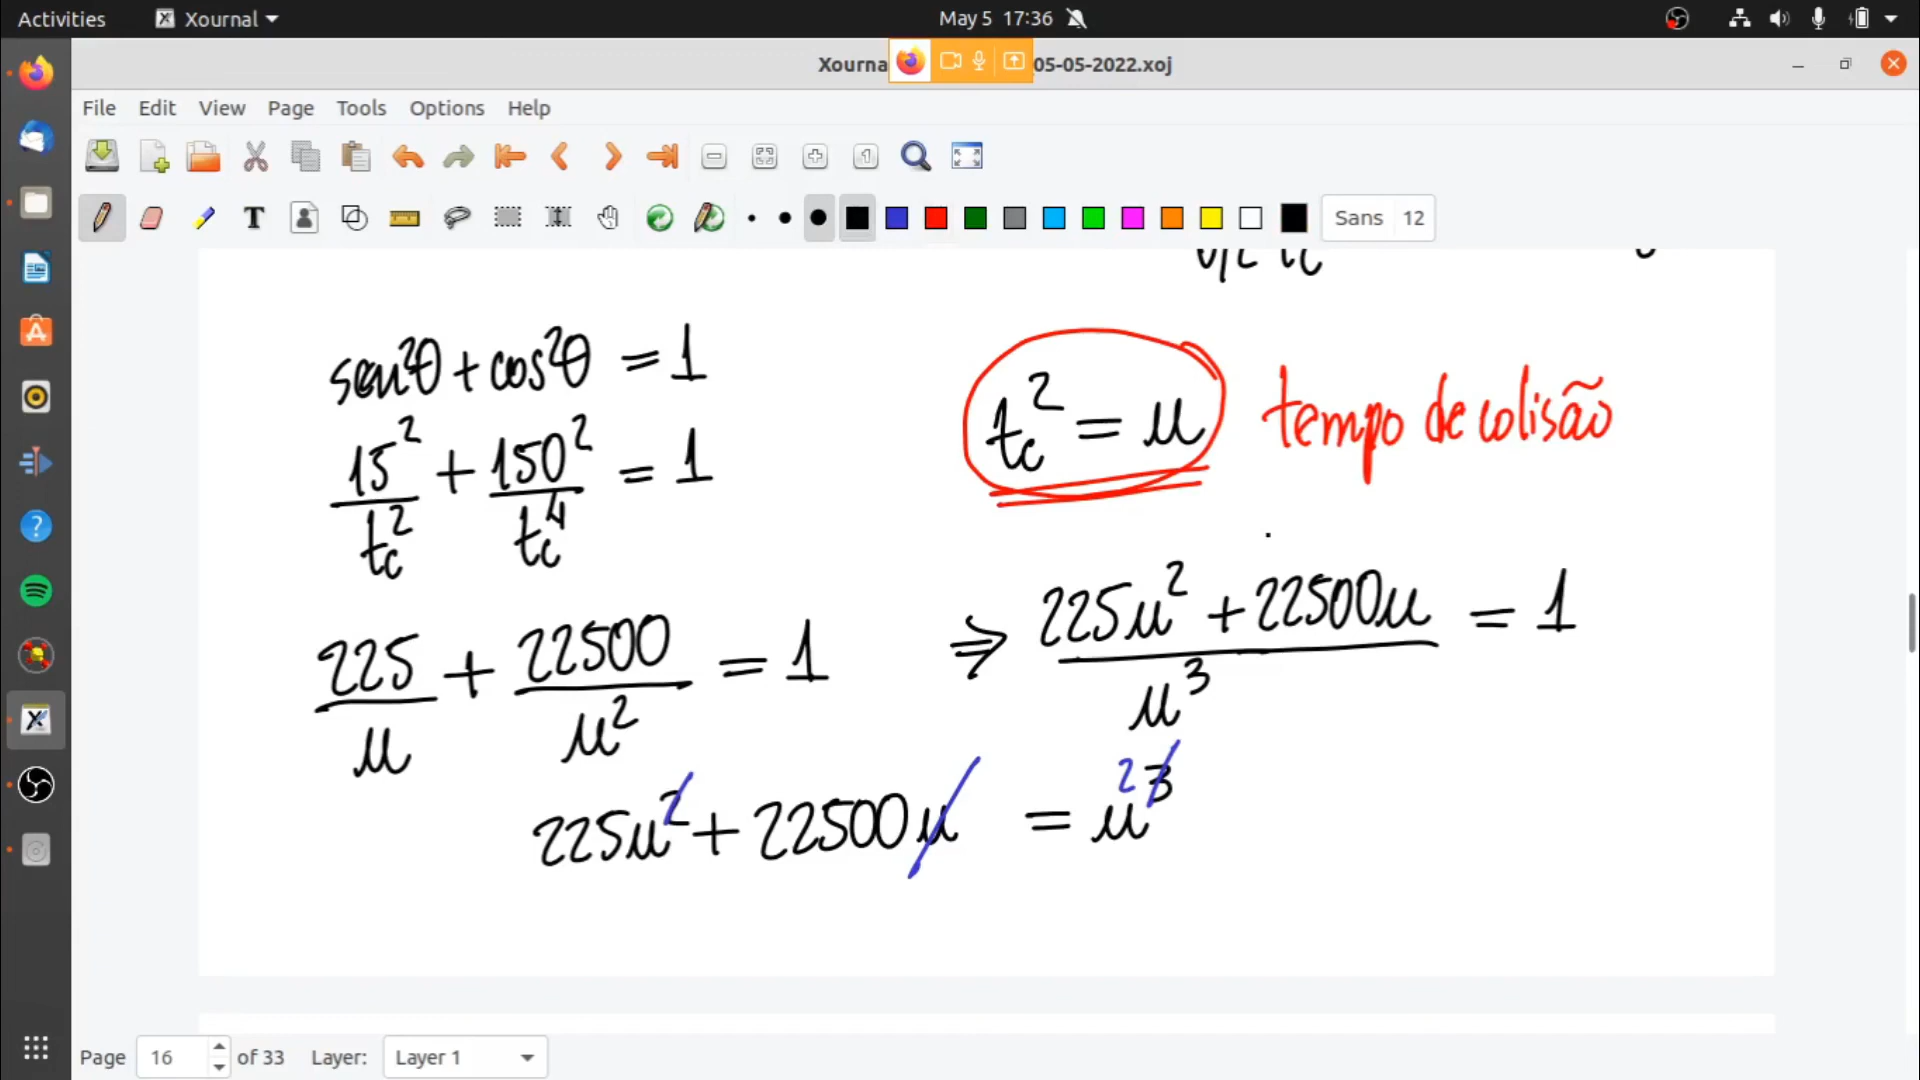 Activities Xournal May 5 17:36
Xourna 05-05-2022.xoj
File Edit View Page Tools Options Help
T Sans 12
sen²θ + cos²θ = 1
15²/tc² + 150²/tc⁴ = 1
tc² = u tempo de colisão
225/u + 22500/u² = 1 ⇒ (225u² + 22500u)/u³ = 1
225u² + 22500u = u³ 2
Page 16 of 33 Layer: Layer 1